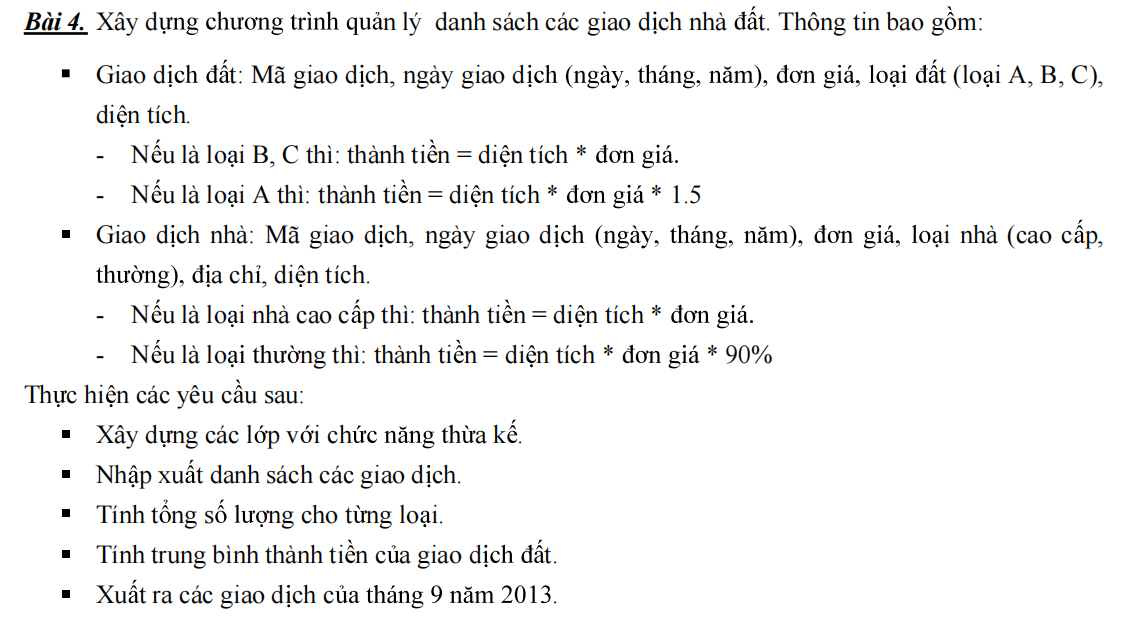 Bài 4. Xây dựng chương trình quản lý danh sách các giao dịch nhà đất. Thông tin bao gồm:
▪ Giao dịch đất: Mã giao dịch, ngày giao dịch (ngày, tháng, năm), đơn giá, loại đất (loại A, B, C),
diện tích.
- Nếu là loại B, C thì: thành tiền = diện tích * đơn giá.
- Nếu là loại A thì: thành tiền = diện tích * đơn giá * 1.5
▪ Giao dịch nhà: Mã giao dịch, ngày giao dịch (ngày, tháng, năm), đơn giá, loại nhà (cao cấp,
thường), địa chỉ, diện tích.
- Nếu là loại nhà cao cấp thì: thành tiền = diện tích * đơn giá.
- Nếu là loại thường thì: thành tiền = diện tích * đơn giá * 90%
Thực hiện các yêu cầu sau:
▪ Xây dựng các lớp với chức năng thừa kế.
▪ Nhập xuất danh sách các giao dịch.
▪ Tính tổng số lượng cho từng loại.
▪ Tính trung bình thành tiền của giao dịch đất.
▪ Xuất ra các giao dịch của tháng 9 năm 2013.